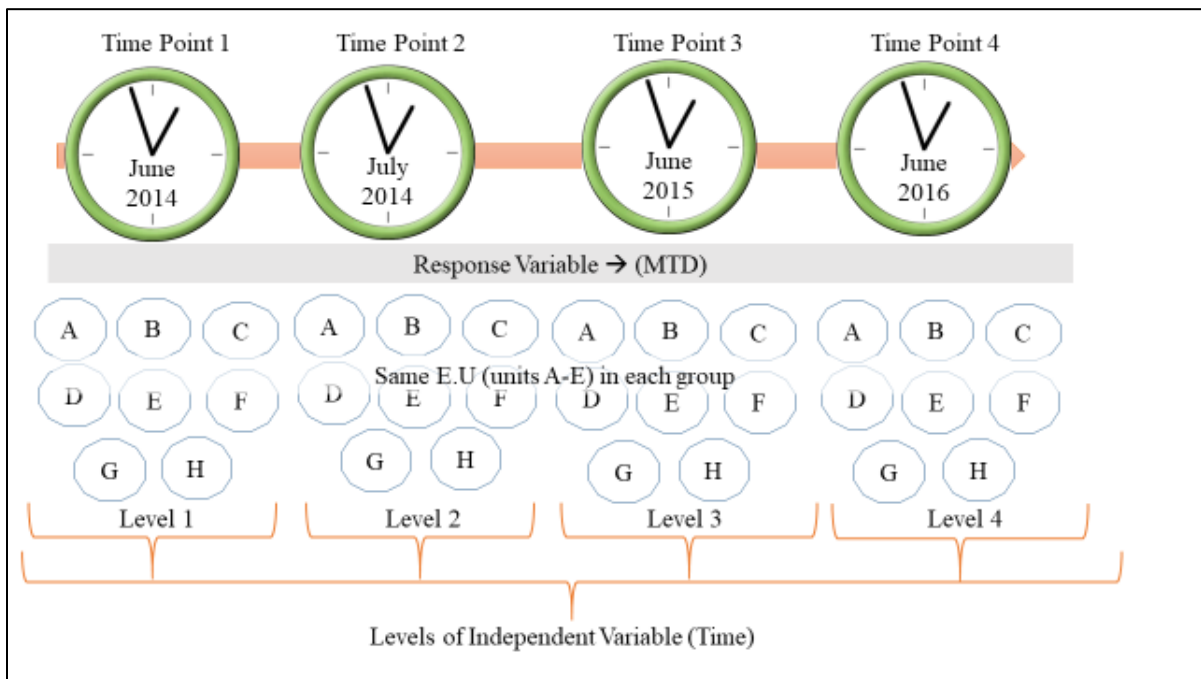 Time Point 1 Time Point 2 Time Point 3 Time Point 4
June July June June
2014 2014 2015 2016
Response Variable → (MTD)
A B C A B C A B C A B C
Same E.U (units A-E) in each group
D E F D E F D E F D E F
G H G H G H G H
Level 1 Level 2 Level 3 Level 4
Levels of Independent Variable (Time)